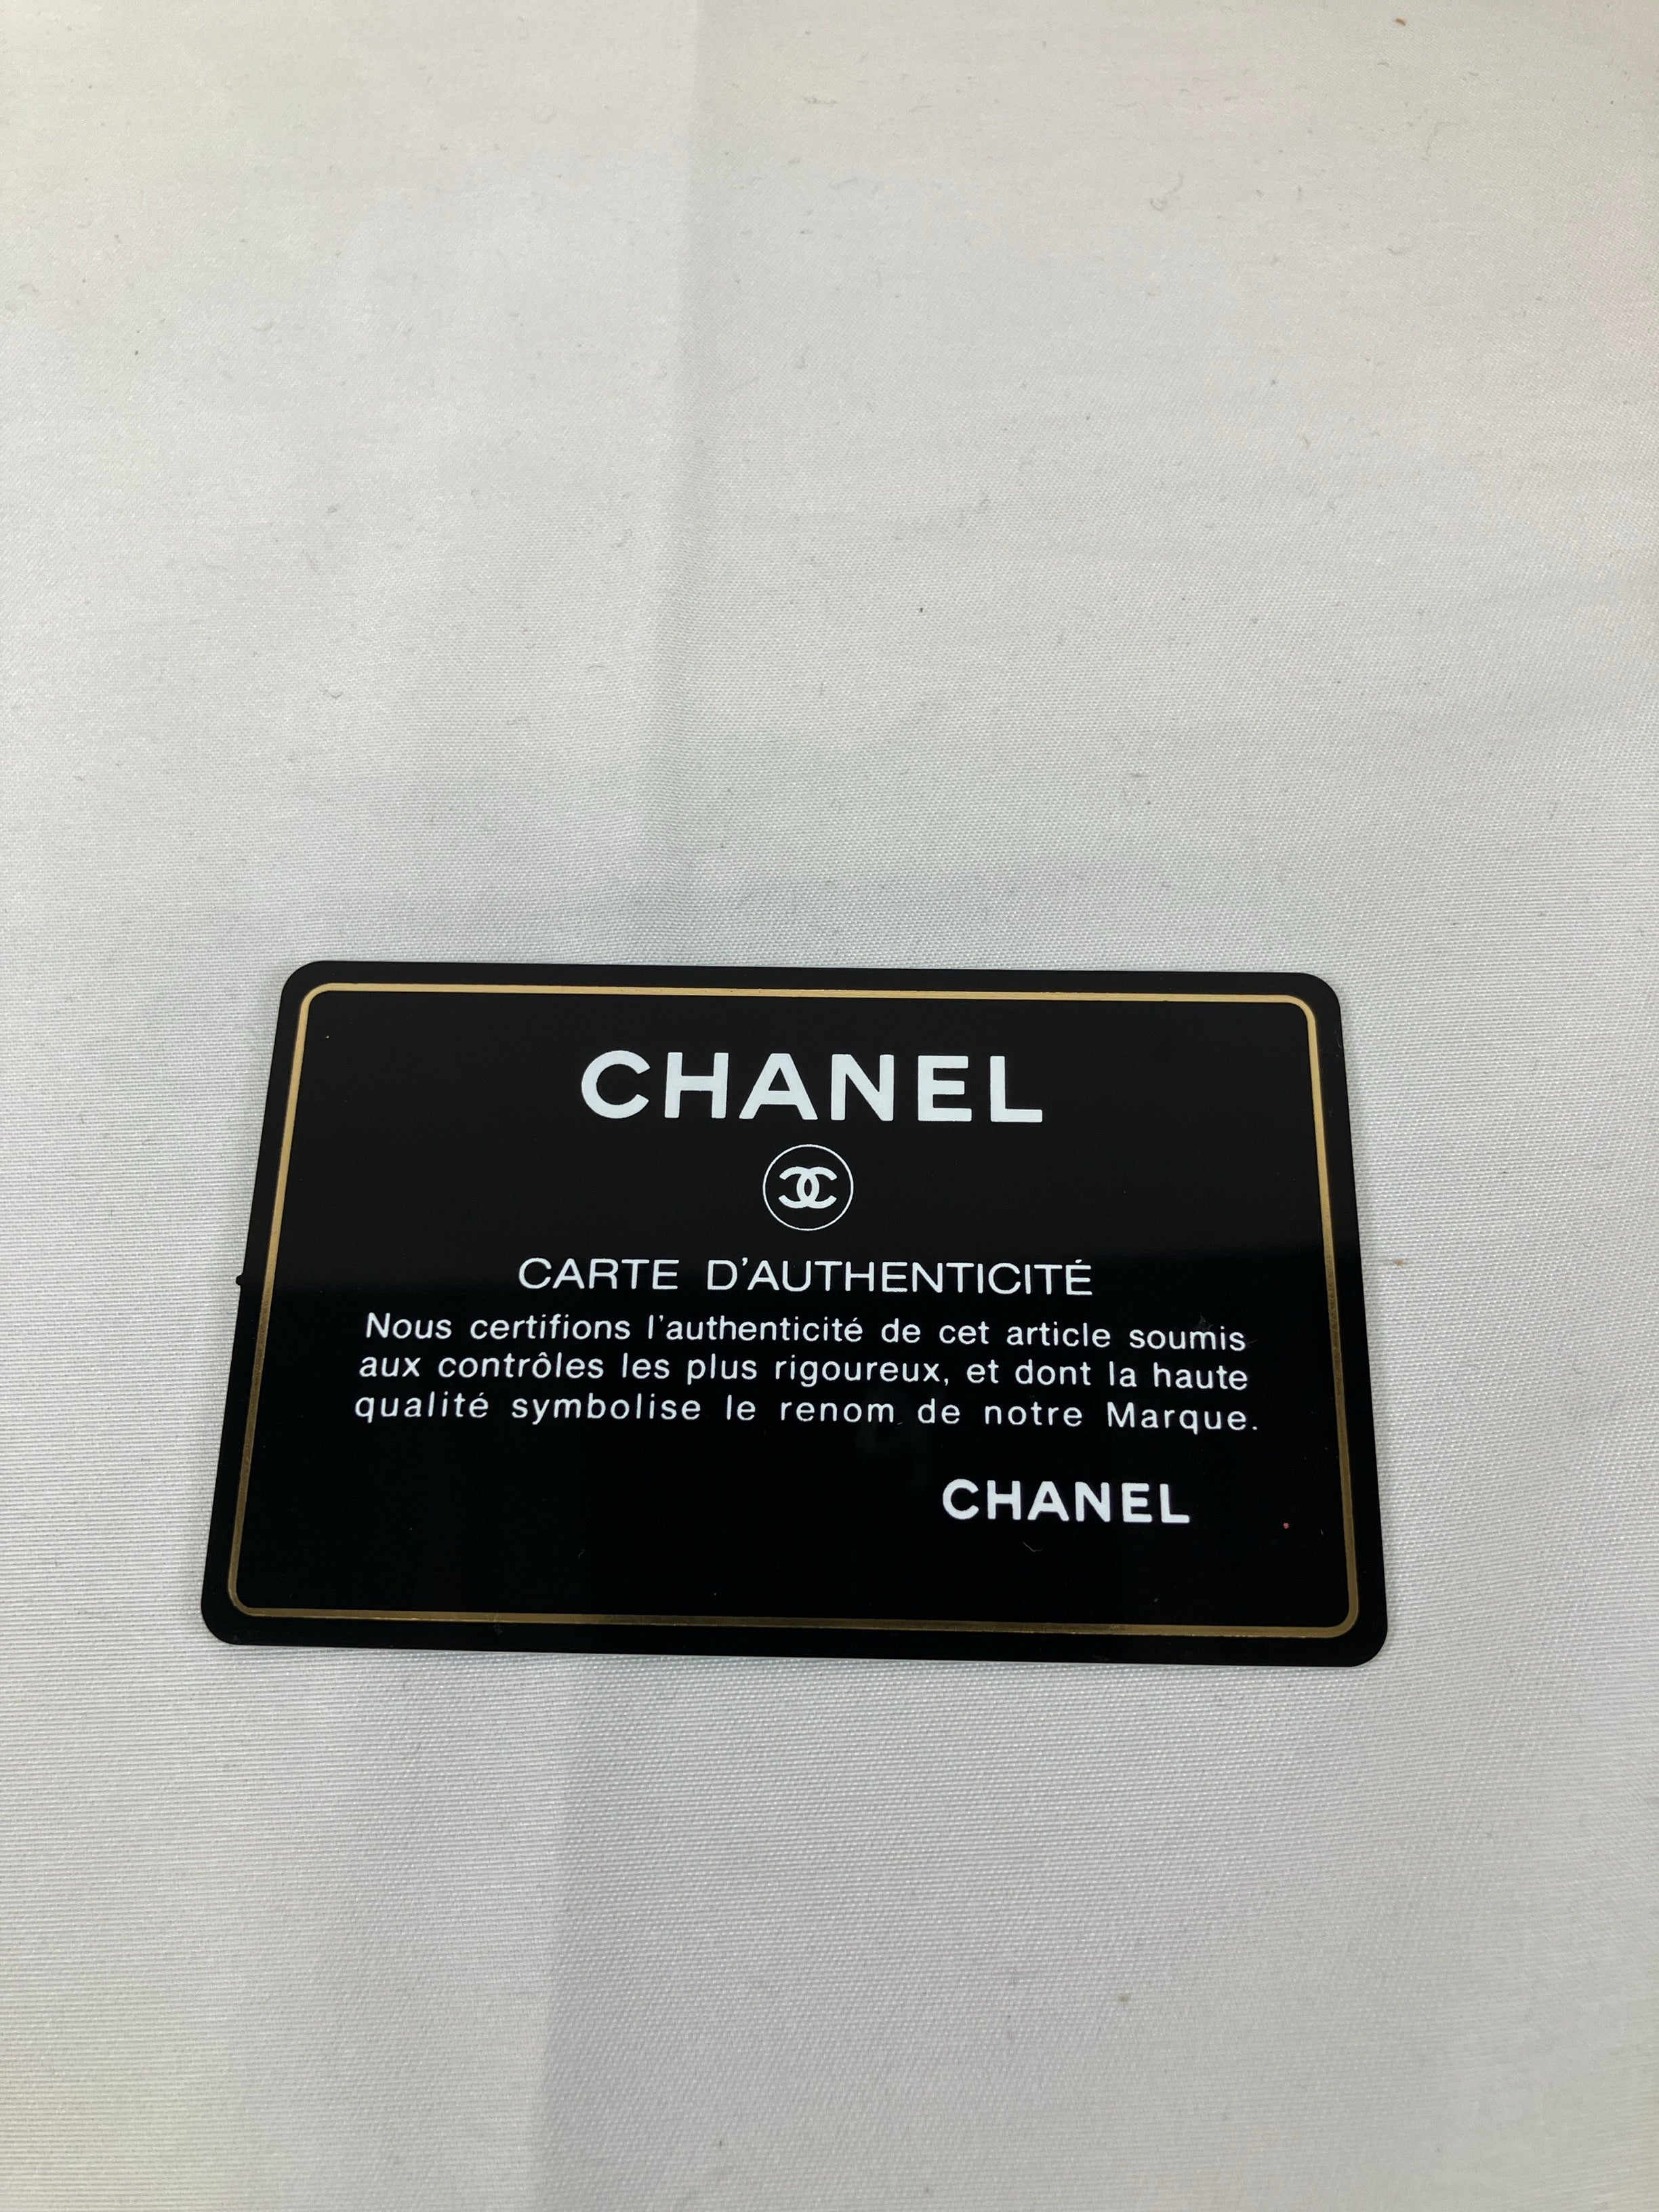 CHANEL
CARTE D'AUTHENTICITÉ
Nous certifions l'authenticité de cet article soumis
aux contrôles les plus rigoureux, et dont la haute
qualité symbolise le renom de notre Marque.
CHANEL